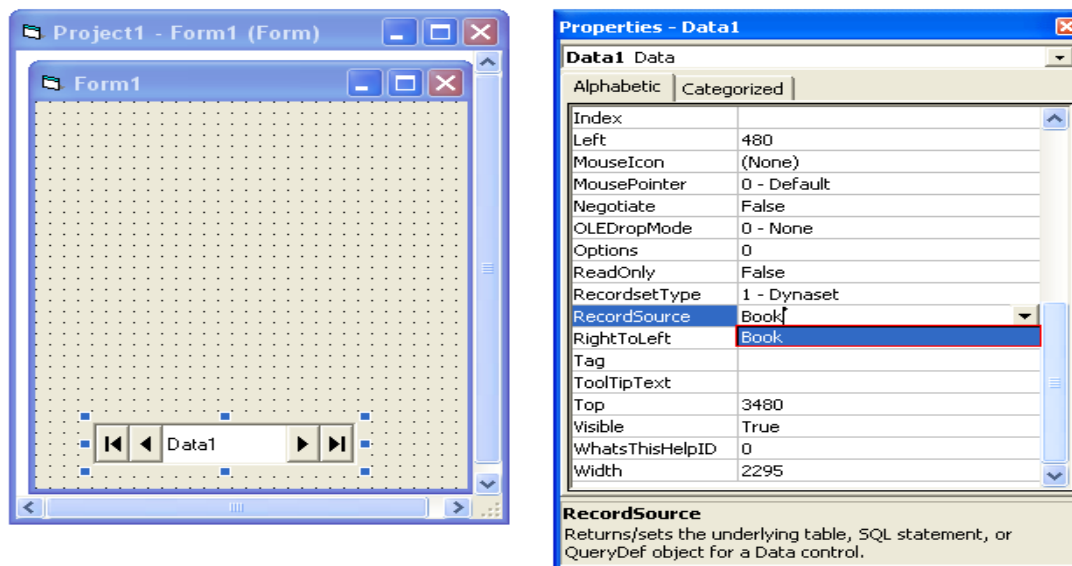 Project1 - Form1 (Form)
Form1
Data1
Properties - Data1
Data1 Data
Alphabetic Categorized
Index
Left 480
MouseIcon (None)
MousePointer 0 - Default
Negotiate False
OLEDropMode 0 - None
Options 0
ReadOnly False
RecordsetType 1 - Dynaset
RecordSource Book
RightToLeft Book
Tag
ToolTipText
Top 3480
Visible True
WhatsThisHelpID 0
Width 2295
RecordSource
Returns/sets the underlying table, SQL statement, or
QueryDef object for a Data control.